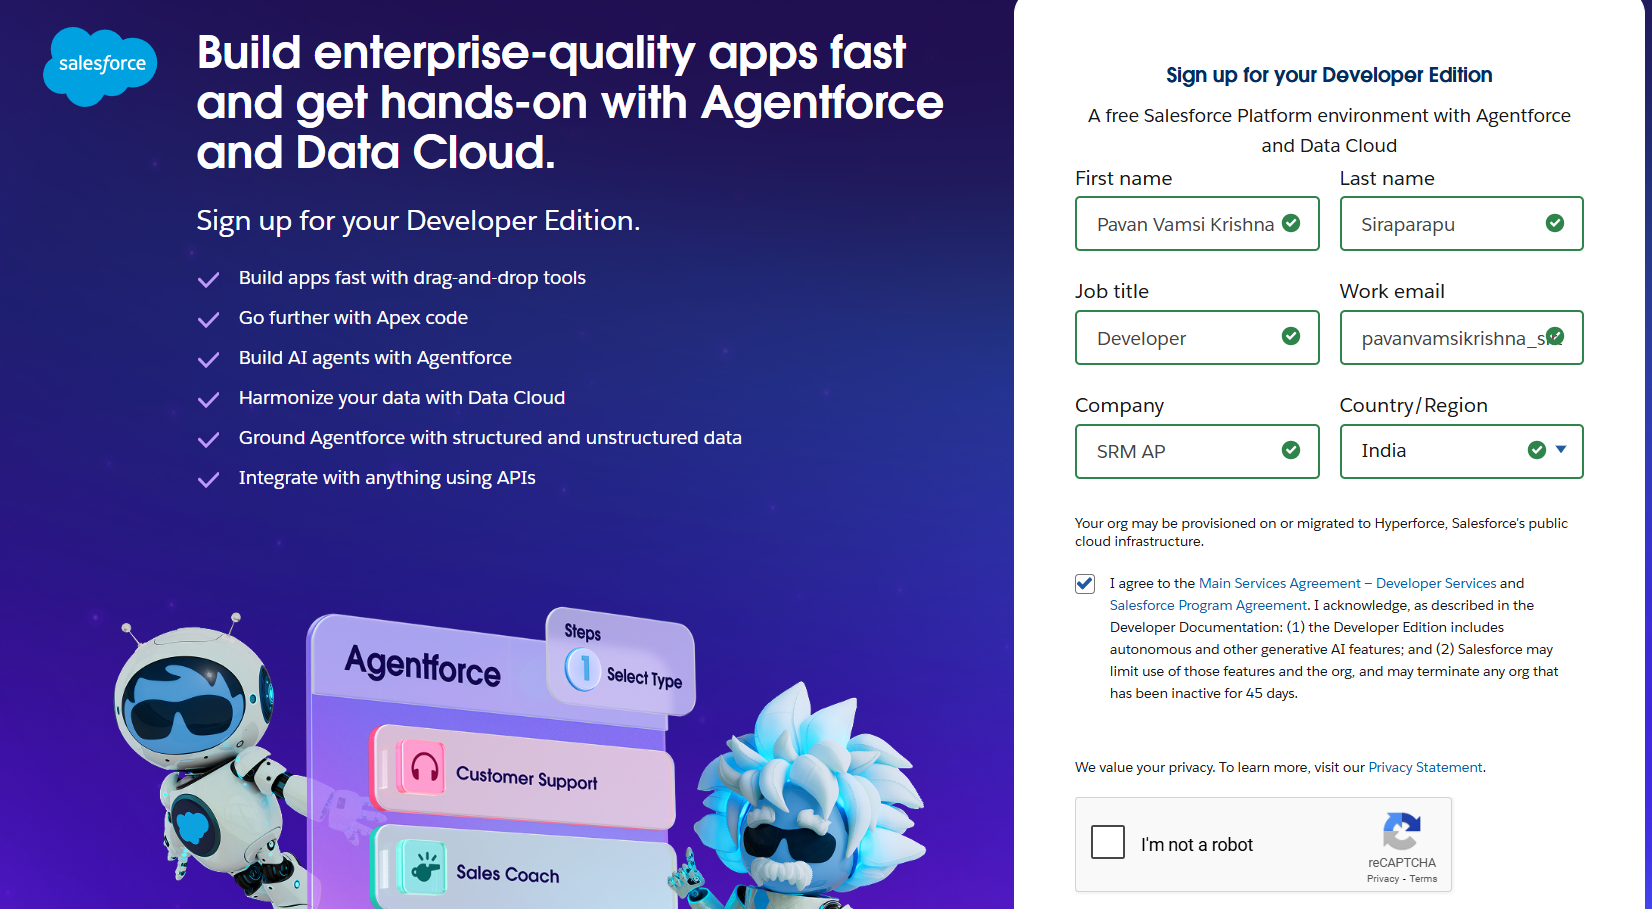 salesforce
Build enterprise-quality apps fast
and get hands-on with Agentforce
and Data Cloud.
Sign up for your Developer Edition.
Build apps fast with drag-and-drop tools
Go further with Apex code
Build AI agents with Agentforce
Harmonize your data with Data Cloud
Ground Agentforce with structured and unstructured data
Integrate with anything using APIs
Agentforce
Steps
1 Select Type
Customer Support
Sales Coach
Sign up for your Developer Edition
A free Salesforce Platform environment with Agentforce
and Data Cloud
First name
Last name
Pavan Vamsi Krishna
Siraparapu
Job title
Work email
Developer
Company
Country/Region
SRM AP
India
Your org may be provisioned on or migrated to Hyperforce, Salesforce's public
cloud infrastructure.
I agree to the Main Services Agreement – Developer Services and
Salesforce Program Agreement. I acknowledge, as described in the
Developer Documentation: (1) the Developer Edition includes
autonomous and other generative AI features; and (2) Salesforce may
limit use of those features and the org, and may terminate any org that
has been inactive for 45 days.
We value your privacy. To learn more, visit our Privacy Statement.
I'm not a robot
reCAPTCHA
Privacy - Terms